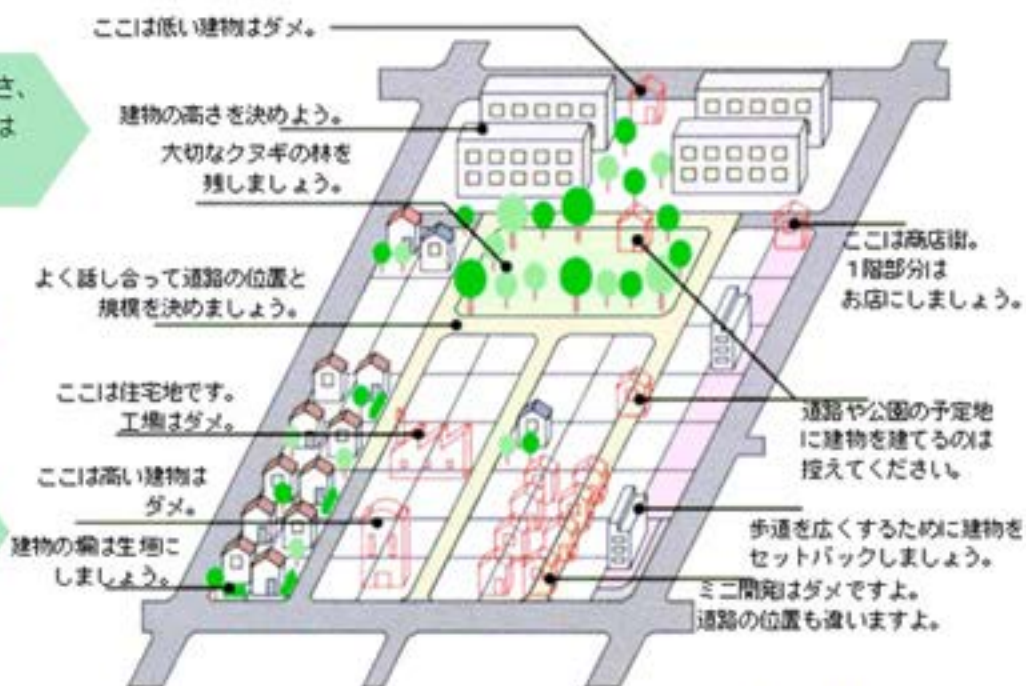 ここは低い建物はダメ。
さ、
は
建物の高さを決めよう。
大切なクヌギの林を
残しましょう。
ここは商店街。
1階部分は
お店にしましょう。
よく話し合って道路の位置と
規模を決めましょう。
ここは住宅地です。
工場はダメ。
道路や公園の予定地
に建物を建てるのは
控えてください。
ここは高い建物は
ダメ。
歩道を広くするために建物を
セットバックしましょう。
建物の塀は生垣に
しましょう。
ミニ開発はダメですよ。
道路の位置も違いますよ。